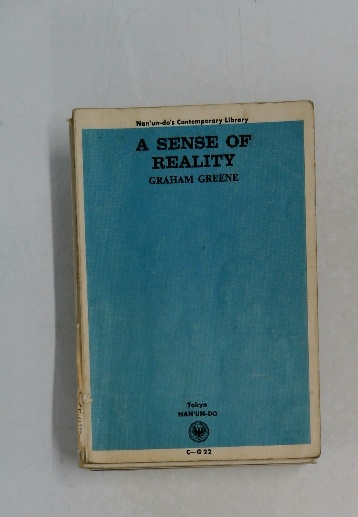 Nan'un-do's Contemporary Library
A SENSE OF
REALITY
GRAHAM GREENE
Tokyo
NAN'UN-DO
C—G 22